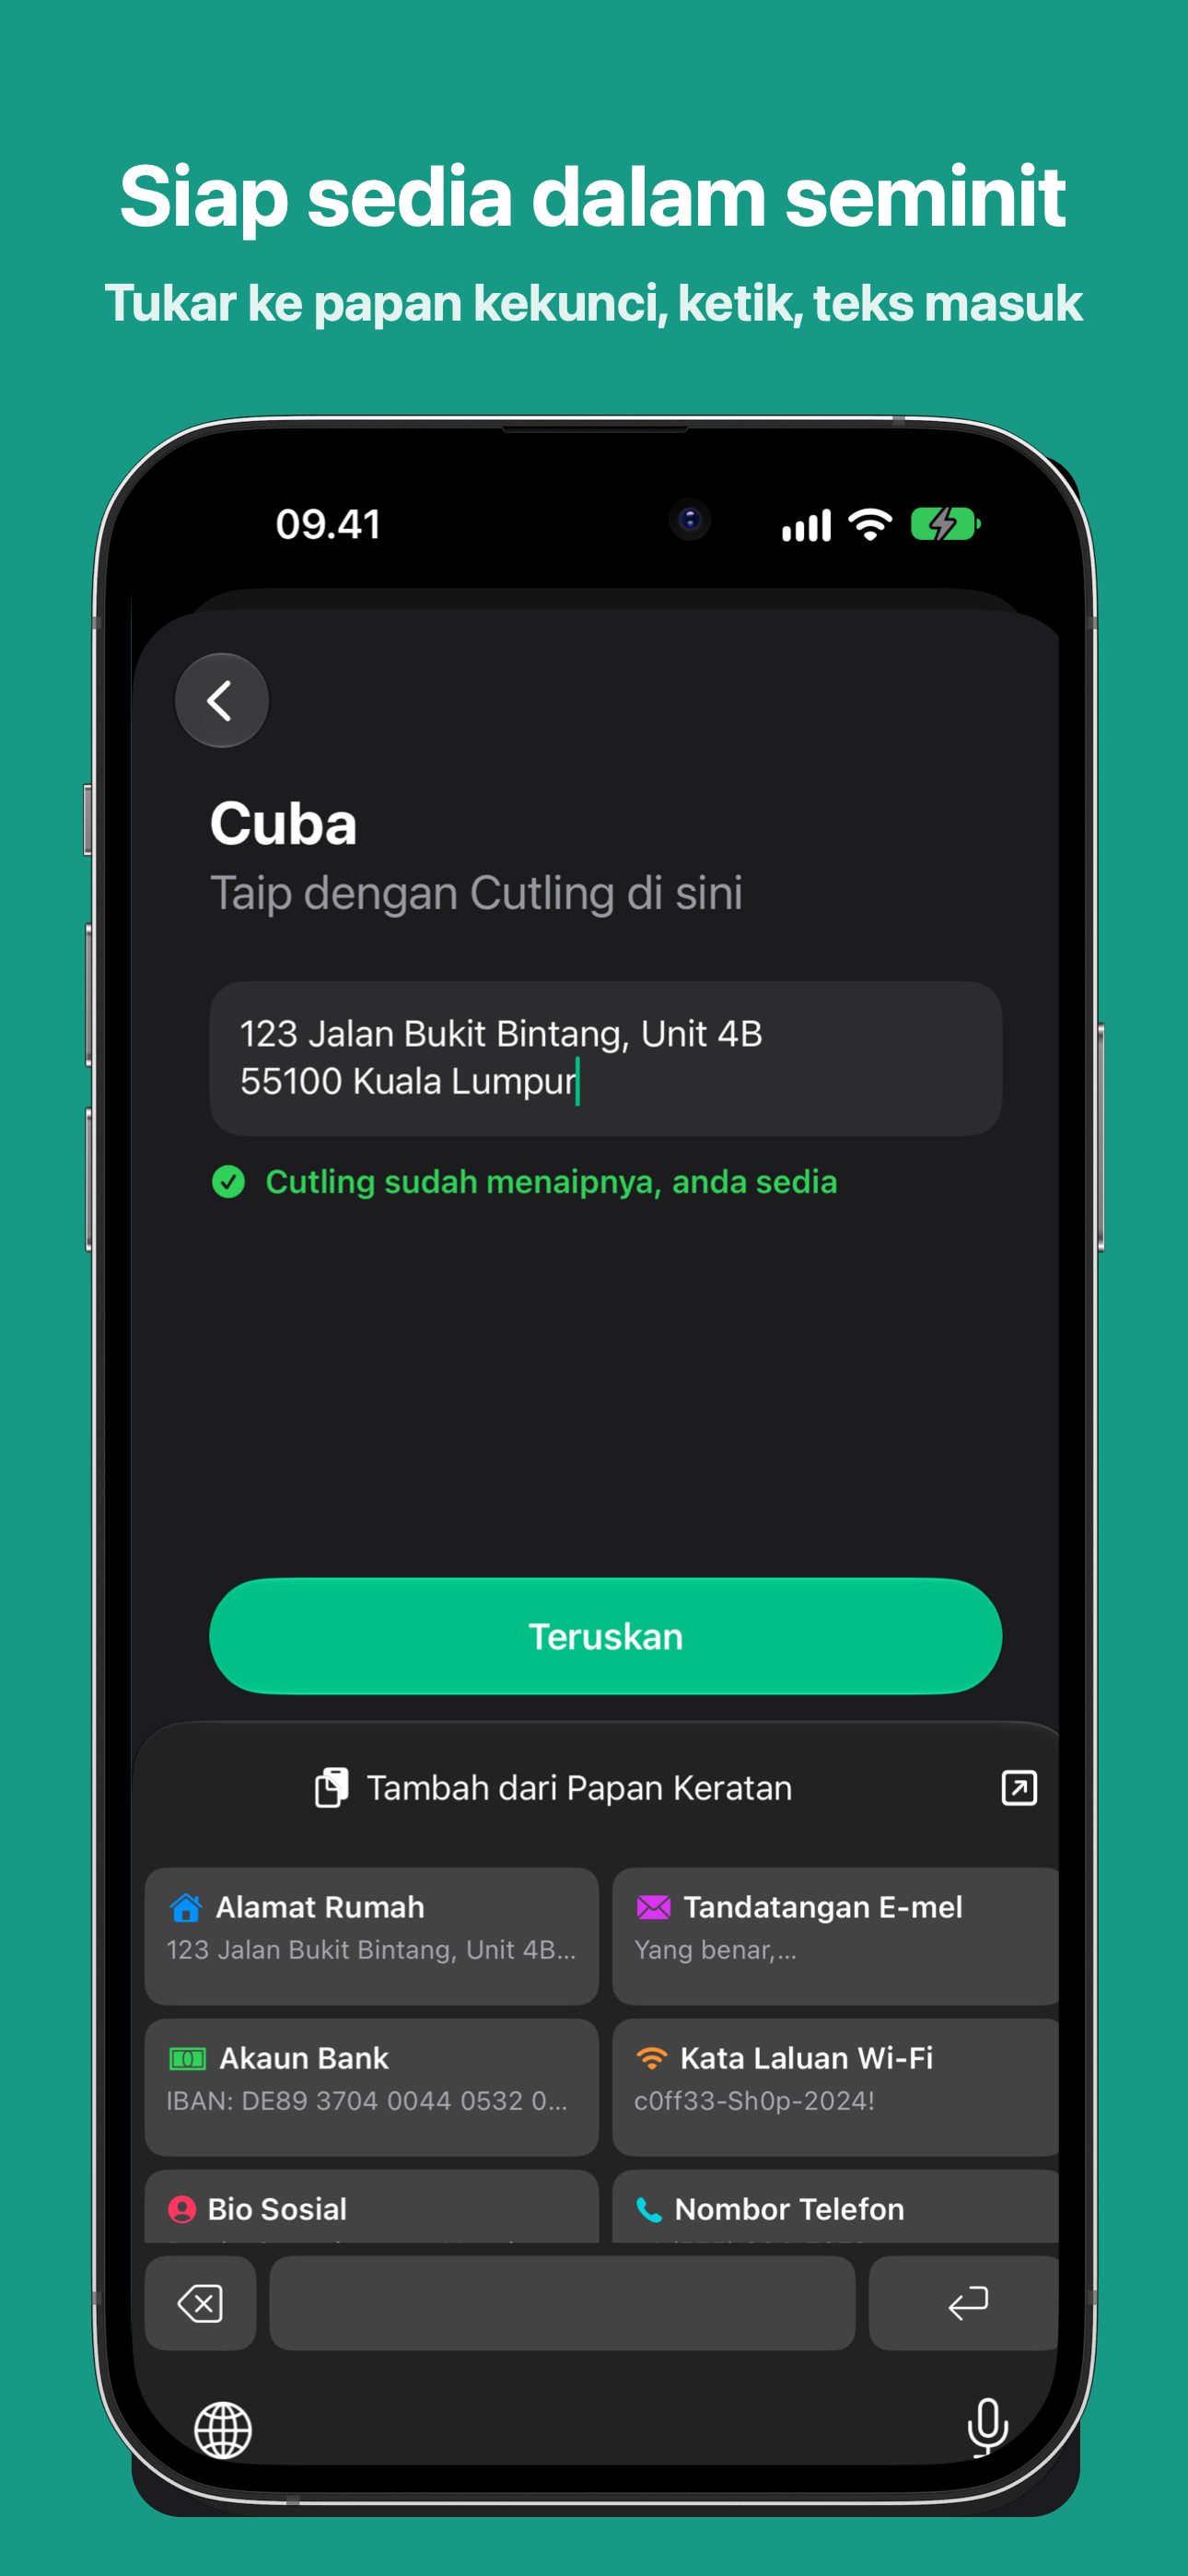 Siap sedia dalam seminit
Tukar ke papan kekunci, ketik, teks masuk
09.41
Cuba
Taip dengan Cutling di sini
123 Jalan Bukit Bintang, Unit 4B
55100 Kuala Lumpur
Cutling sudah menaipnya, anda sedia
Teruskan
Tambah dari Papan Keratan
Alamat Rumah
123 Jalan Bukit Bintang, Unit 4B...
Tandatangan E-mel
Yang benar,...
Akaun Bank
IBAN: DE89 3704 0044 0532 0...
Kata Laluan Wi-Fi
c0ff33-Sh0p-2024!
Bio Sosial
Nombor Telefon